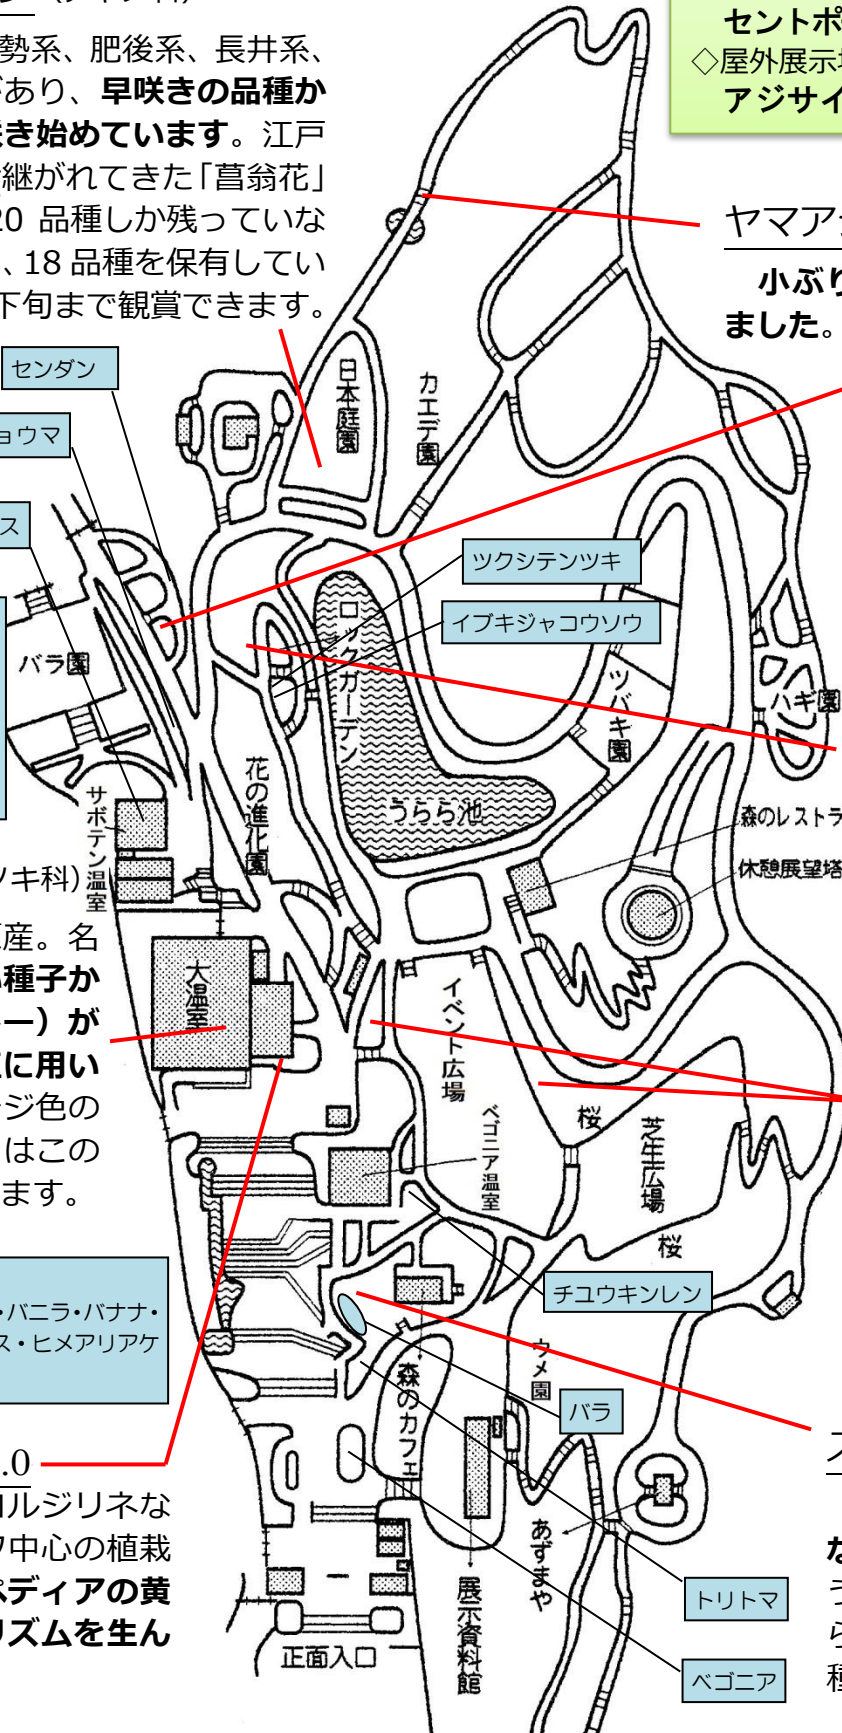 勢系、肥後系、長井系、
があり、早咲きの品種か
き始めています。江戸
継がれてきた「菖翁花」
20 品種しか残っていな
、18 品種を保有してい
下旬まで観賞できます。
セントポ
◇屋外展示場
アジサイ
ヤマア
小ぶり
ました。
センダン
ョウマ
ス
日本庭園
カエデ園
ツクシテンツキ
イブキジャコウソウ
ロックガーデン
バラ園
ツバキ園
ハギ園
花の進化園
うらら池
サボテン温室
森のレストラ
休憩展望塔
ツキ科)
産。名
種子か
ー）が
に用い
ジ色の
はこの
ます。
大温室
イベント広場
ベゴニア温室
桜
芝生広場
桜
チユウキンレン
・バニラ・バナナ・
ス・ヒメアリアケ
ウメ園
バラ
森のカフェ
.0
コルジリネな
フ中心の植栽
ペディアの黄
リズムを生ん
あずまや
展示資料館
トリトマ
ベゴニア
正面入口
な
う
ら
種